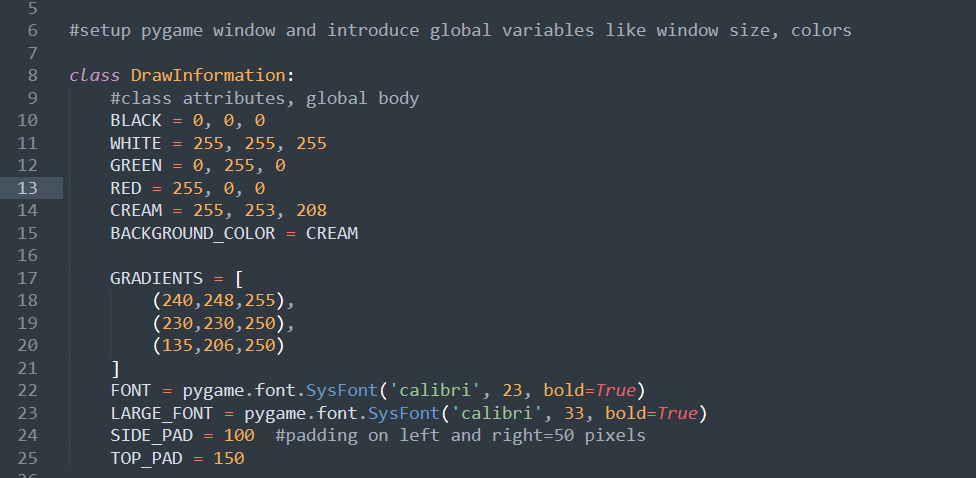 5
6 #setup pygame window and introduce global variables like window size, colors
7
8 class DrawInformation:
9 #class attributes, global body
10 BLACK = 0, 0, 0
11 WHITE = 255, 255, 255
12 GREEN = 0, 255, 0
13 RED = 255, 0, 0
14 CREAM = 255, 253, 208
15 BACKGROUND_COLOR = CREAM
16
17 GRADIENTS = [
18 (240,248,255),
19 (230,230,250),
20 (135,206,250)
21 ]
22 FONT = pygame.font.SysFont('calibri', 23, bold=True)
23 LARGE_FONT = pygame.font.SysFont('calibri', 33, bold=True)
24 SIDE_PAD = 100  #padding on left and right=50 pixels
25 TOP_PAD = 150